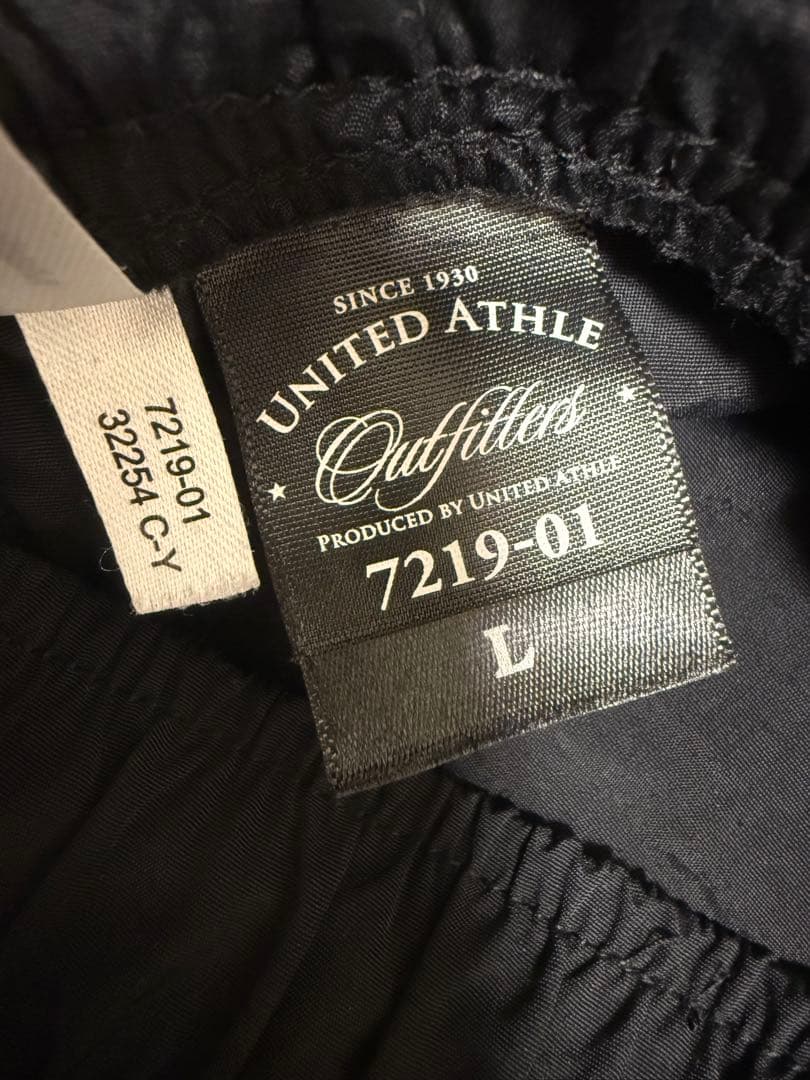 SINCE 1930
UNITED ATHLE
Outfitters
PRODUCED BY UNITED ATHLE
7219-01
L
7219-01
32254 C-Y